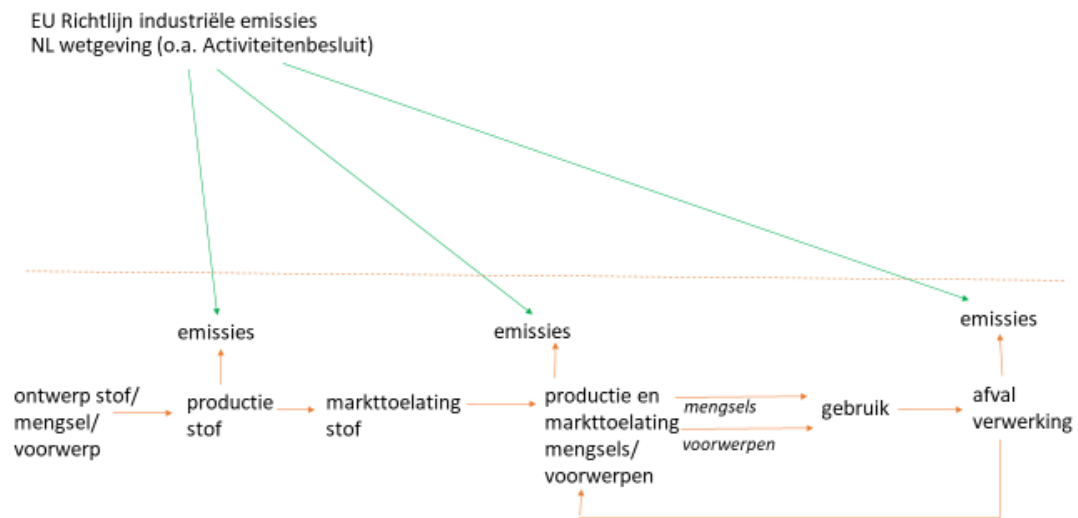 EU Richtlijn industriële emissies
NL wetgeving (o.a. Activiteitenbesluit)
emissies
emissies
emissies
ontwerp stof/
mengsel/
voorwerp
productie
stof
markttoelating
stof
productie en
markttoelating
mengsels/
voorwerpen
mengsels
voorwerpen
gebruik
afval
verwerking